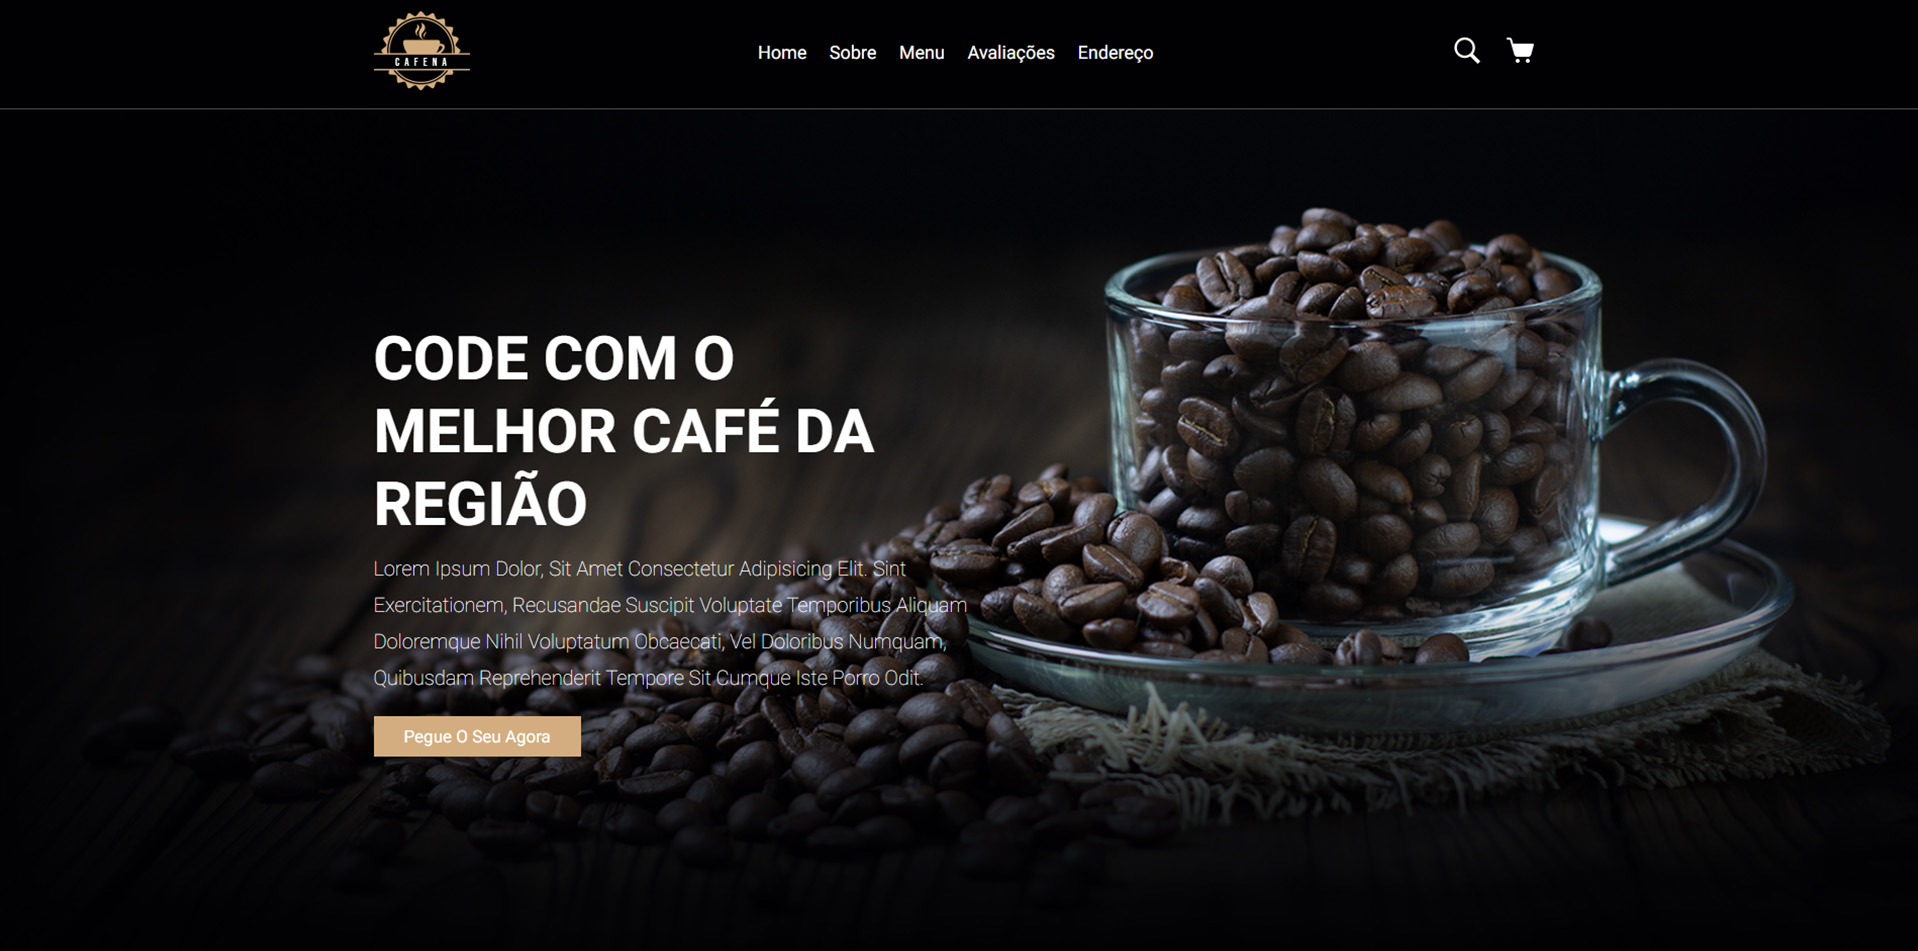 CAFENA
Home Sobre Menu Avaliações Endereço
CODE COM O
MELHOR CAFÉ DA
REGIÃO
Lorem Ipsum Dolor, Sit Amet Consectetur Adipisicing Elit. Sint
Exercitationem, Recusandae Suscipit Voluptate Temporibus Aliquam
Doloremque Nihil Voluptatum Obcaecati, Vel Doloribus Numquam,
Quibusdam Reprehenderit Tempore Sit Cumque Iste Porro Odit.
Pegue O Seu Agora